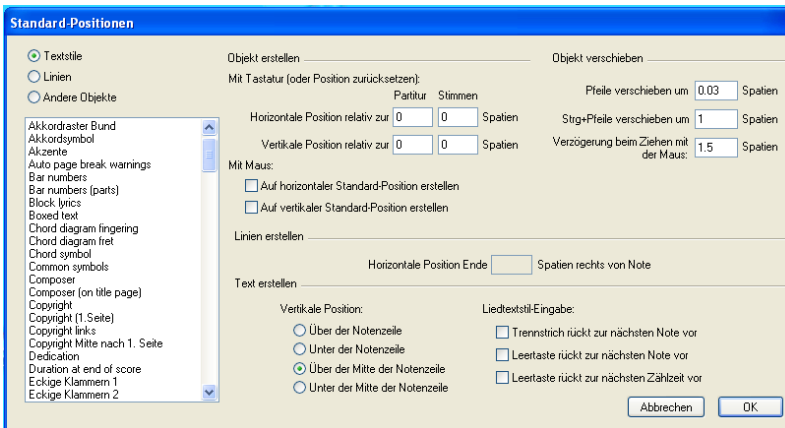 Standard-Positionen
Textstile
Linien
Andere Objekte
Akkordraster Bund
Akkordsymbol
Akzente
Auto page break warnings
Bar numbers
Bar numbers (parts)
Block lyrics
Boxed text
Chord diagram fingering
Chord diagram fret
Chord symbol
Common symbols
Composer
Composer (on title page)
Copyright
Copyright (1.Seite)
Copyright links
Copyright Mitte nach 1. Seite
Dedication
Duration at end of score
Eckige Klammern 1
Eckige Klammern 2
Objekt erstellen
Mit Tastatur (oder Position zurücksetzen):
Partitur Stimmen
Horizontale Position relativ zur 0 0 Spatien
Vertikale Position relativ zur 0 0 Spatien
Mit Maus:
Auf horizontaler Standard-Position erstellen
Auf vertikaler Standard-Position erstellen
Objekt verschieben
Pfeile verschieben um 0.03 Spatien
Strg+Pfeile verschieben um 1 Spatien
Verzögerung beim Ziehen mit
der Maus: 1.5 Spatien
Linien erstellen
Horizontale Position Ende Spatien rechts von Note
Text erstellen
Vertikale Position:
Über der Notenzeile
Unter der Notenzeile
Über der Mitte der Notenzeile
Unter der Mitte der Notenzeile
Liedtextstil-Eingabe:
Trennstrich rückt zur nächsten Note vor
Leertaste rückt zur nächsten Note vor
Leertaste rückt zur nächsten Zählzeit vor
Abbrechen OK